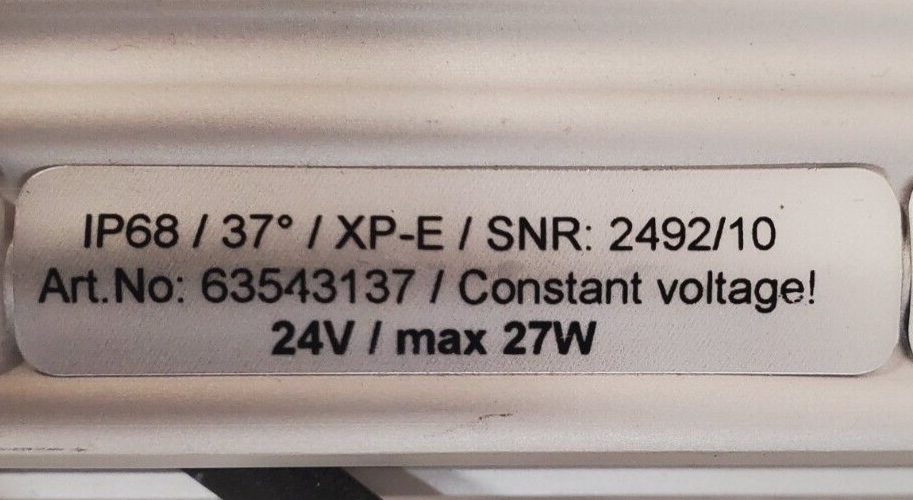 IP68 / 37° / XP-E / SNR: 2492/10
Art.No: 63543137 / Constant voltage!
24V / max 27W